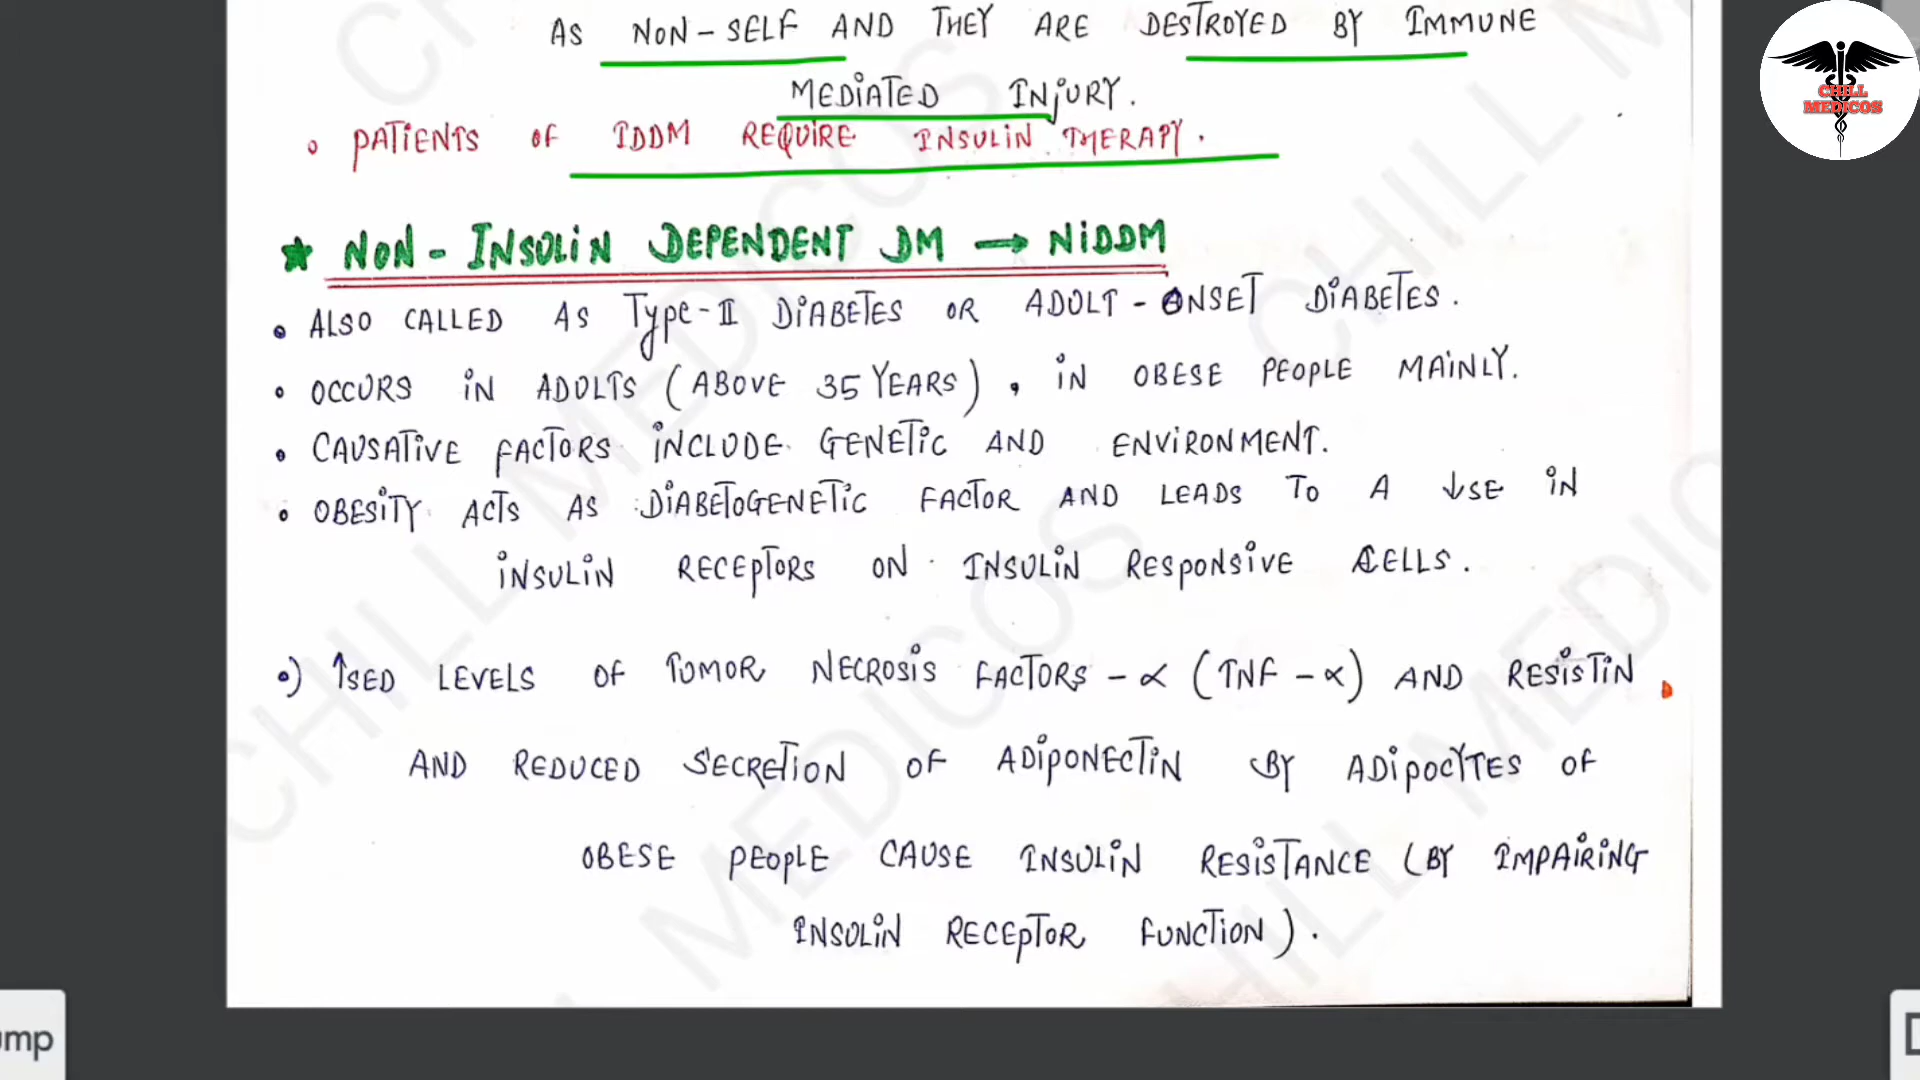 AS NON-SELF AND THEY ARE DESTROYED BY IMMUNE
MEDIATED INJURY.
• PATIENTS OF IDDM REQUIRE INSULIN THERAPY.
★ NON-INSULIN DEPENDENT DM → NIDDM
• ALSO CALLED AS TYPE-II DIABETES OR ADULT-ONSET DIABETES.
• OCCURS IN ADULTS (ABOVE 35 YEARS), IN OBESE PEOPLE MAINLY.
• CAUSATIVE FACTORS INCLUDE GENETIC AND ENVIRONMENT.
• OBESITY ACTS AS DIABETOGENETIC FACTOR AND LEADS TO A ↓SE IN
INSULIN RECEPTORS ON INSULIN RESPONSIVE CELLS.
•) ↑SED LEVELS OF TUMOR NECROSIS FACTORS-α (TNF-α) AND RESISTIN
AND REDUCED SECRETION OF ADIPONECTIN BY ADIPOCYTES OF
OBESE PEOPLE CAUSE INSULIN RESISTANCE (BY IMPAIRING
INSULIN RECEPTOR FUNCTION).
CHILL
MEDICOS
CHILL MEDICOS